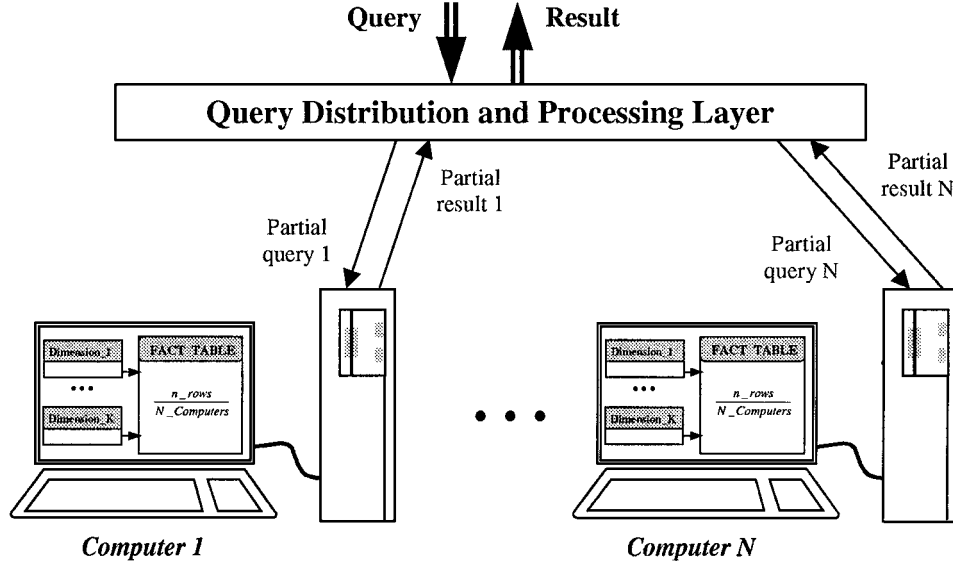 Query Result
Query Distribution and Processing Layer
Partial
query 1
Partial
result 1
Partial
query N
Partial
result N
Dimension_1
• • •
Dimension_K
FACT TABLE
n_rows
N_Computers
• • •
Dimension_1
• • •
Dimension_K
FACT TABLE
n_rows
N_Computers
Computer 1
Computer N